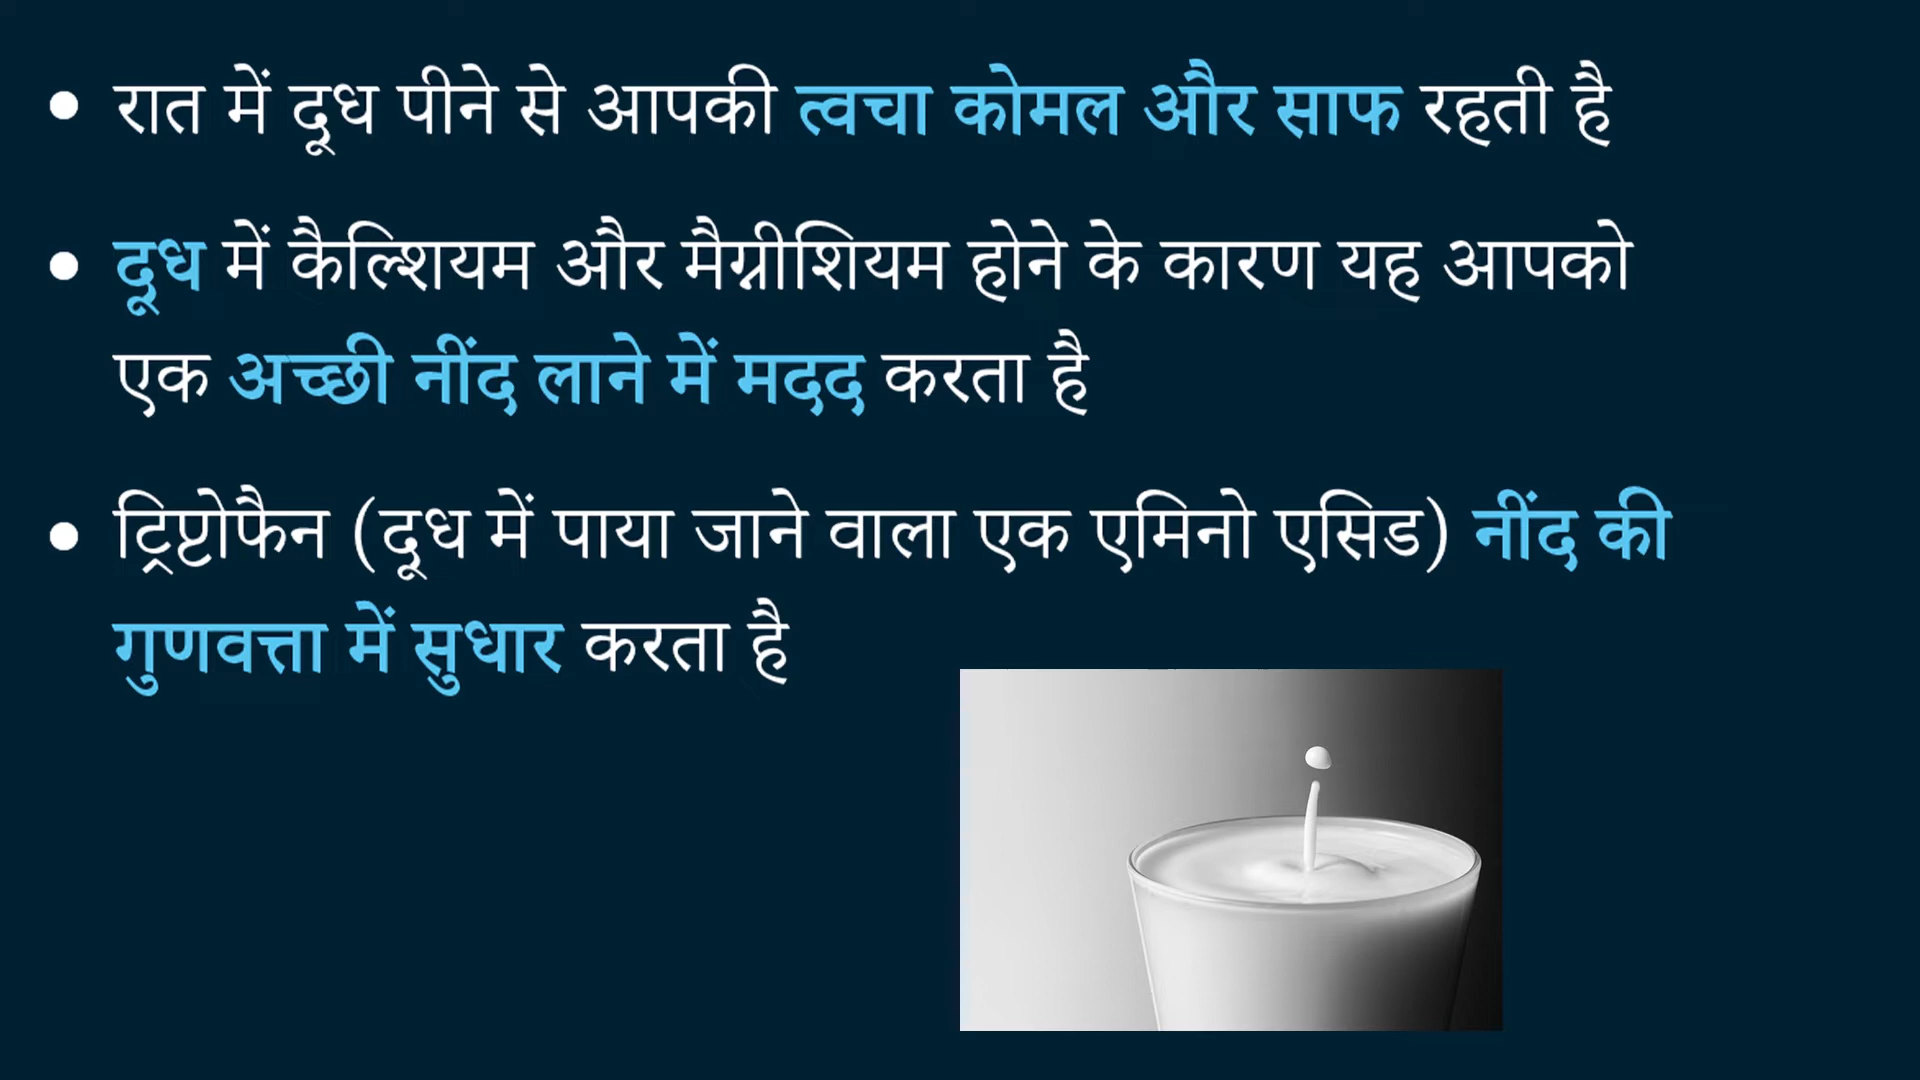 • रात में दूध पीने से आपकी त्वचा कोमल और साफ रहती है
• दूध में कैल्शियम और मैग्नीशियम होने के कारण यह आपको
एक अच्छी नींद लाने में मदद करता है
• ट्रिप्टोफैन (दूध में पाया जाने वाला एक एमिनो एसिड) नींद की
गुणवत्ता में सुधार करता है